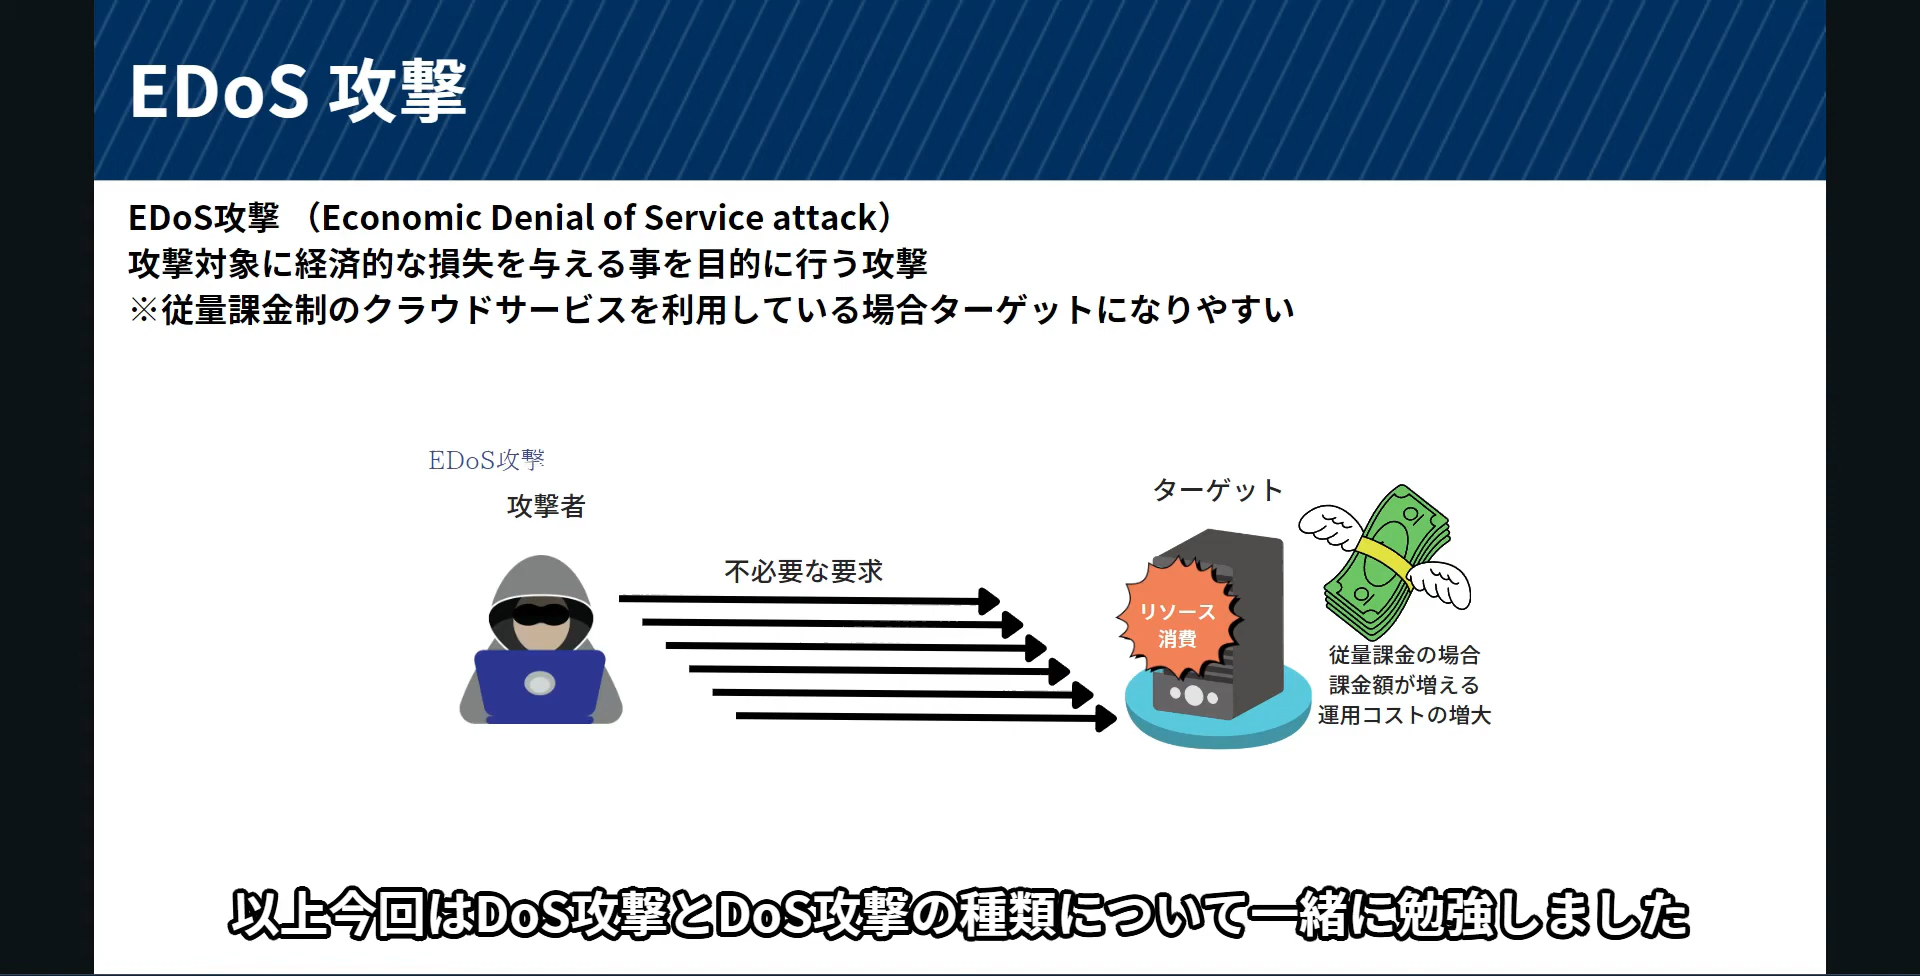 EDoS 攻撃
EDoS攻撃 （Economic Denial of Service attack）
攻撃対象に経済的な損失を与える事を目的に行う攻撃
※従量課金制のクラウドサービスを利用している場合ターゲットになりやすい
EDoS攻撃
攻撃者
不必要な要求
ターゲット
リソース
消費
従量課金の場合
課金額が増える
運用コストの増大
以上今回はDoS攻撃とDoS攻撃の種類について一緒に勉強しました